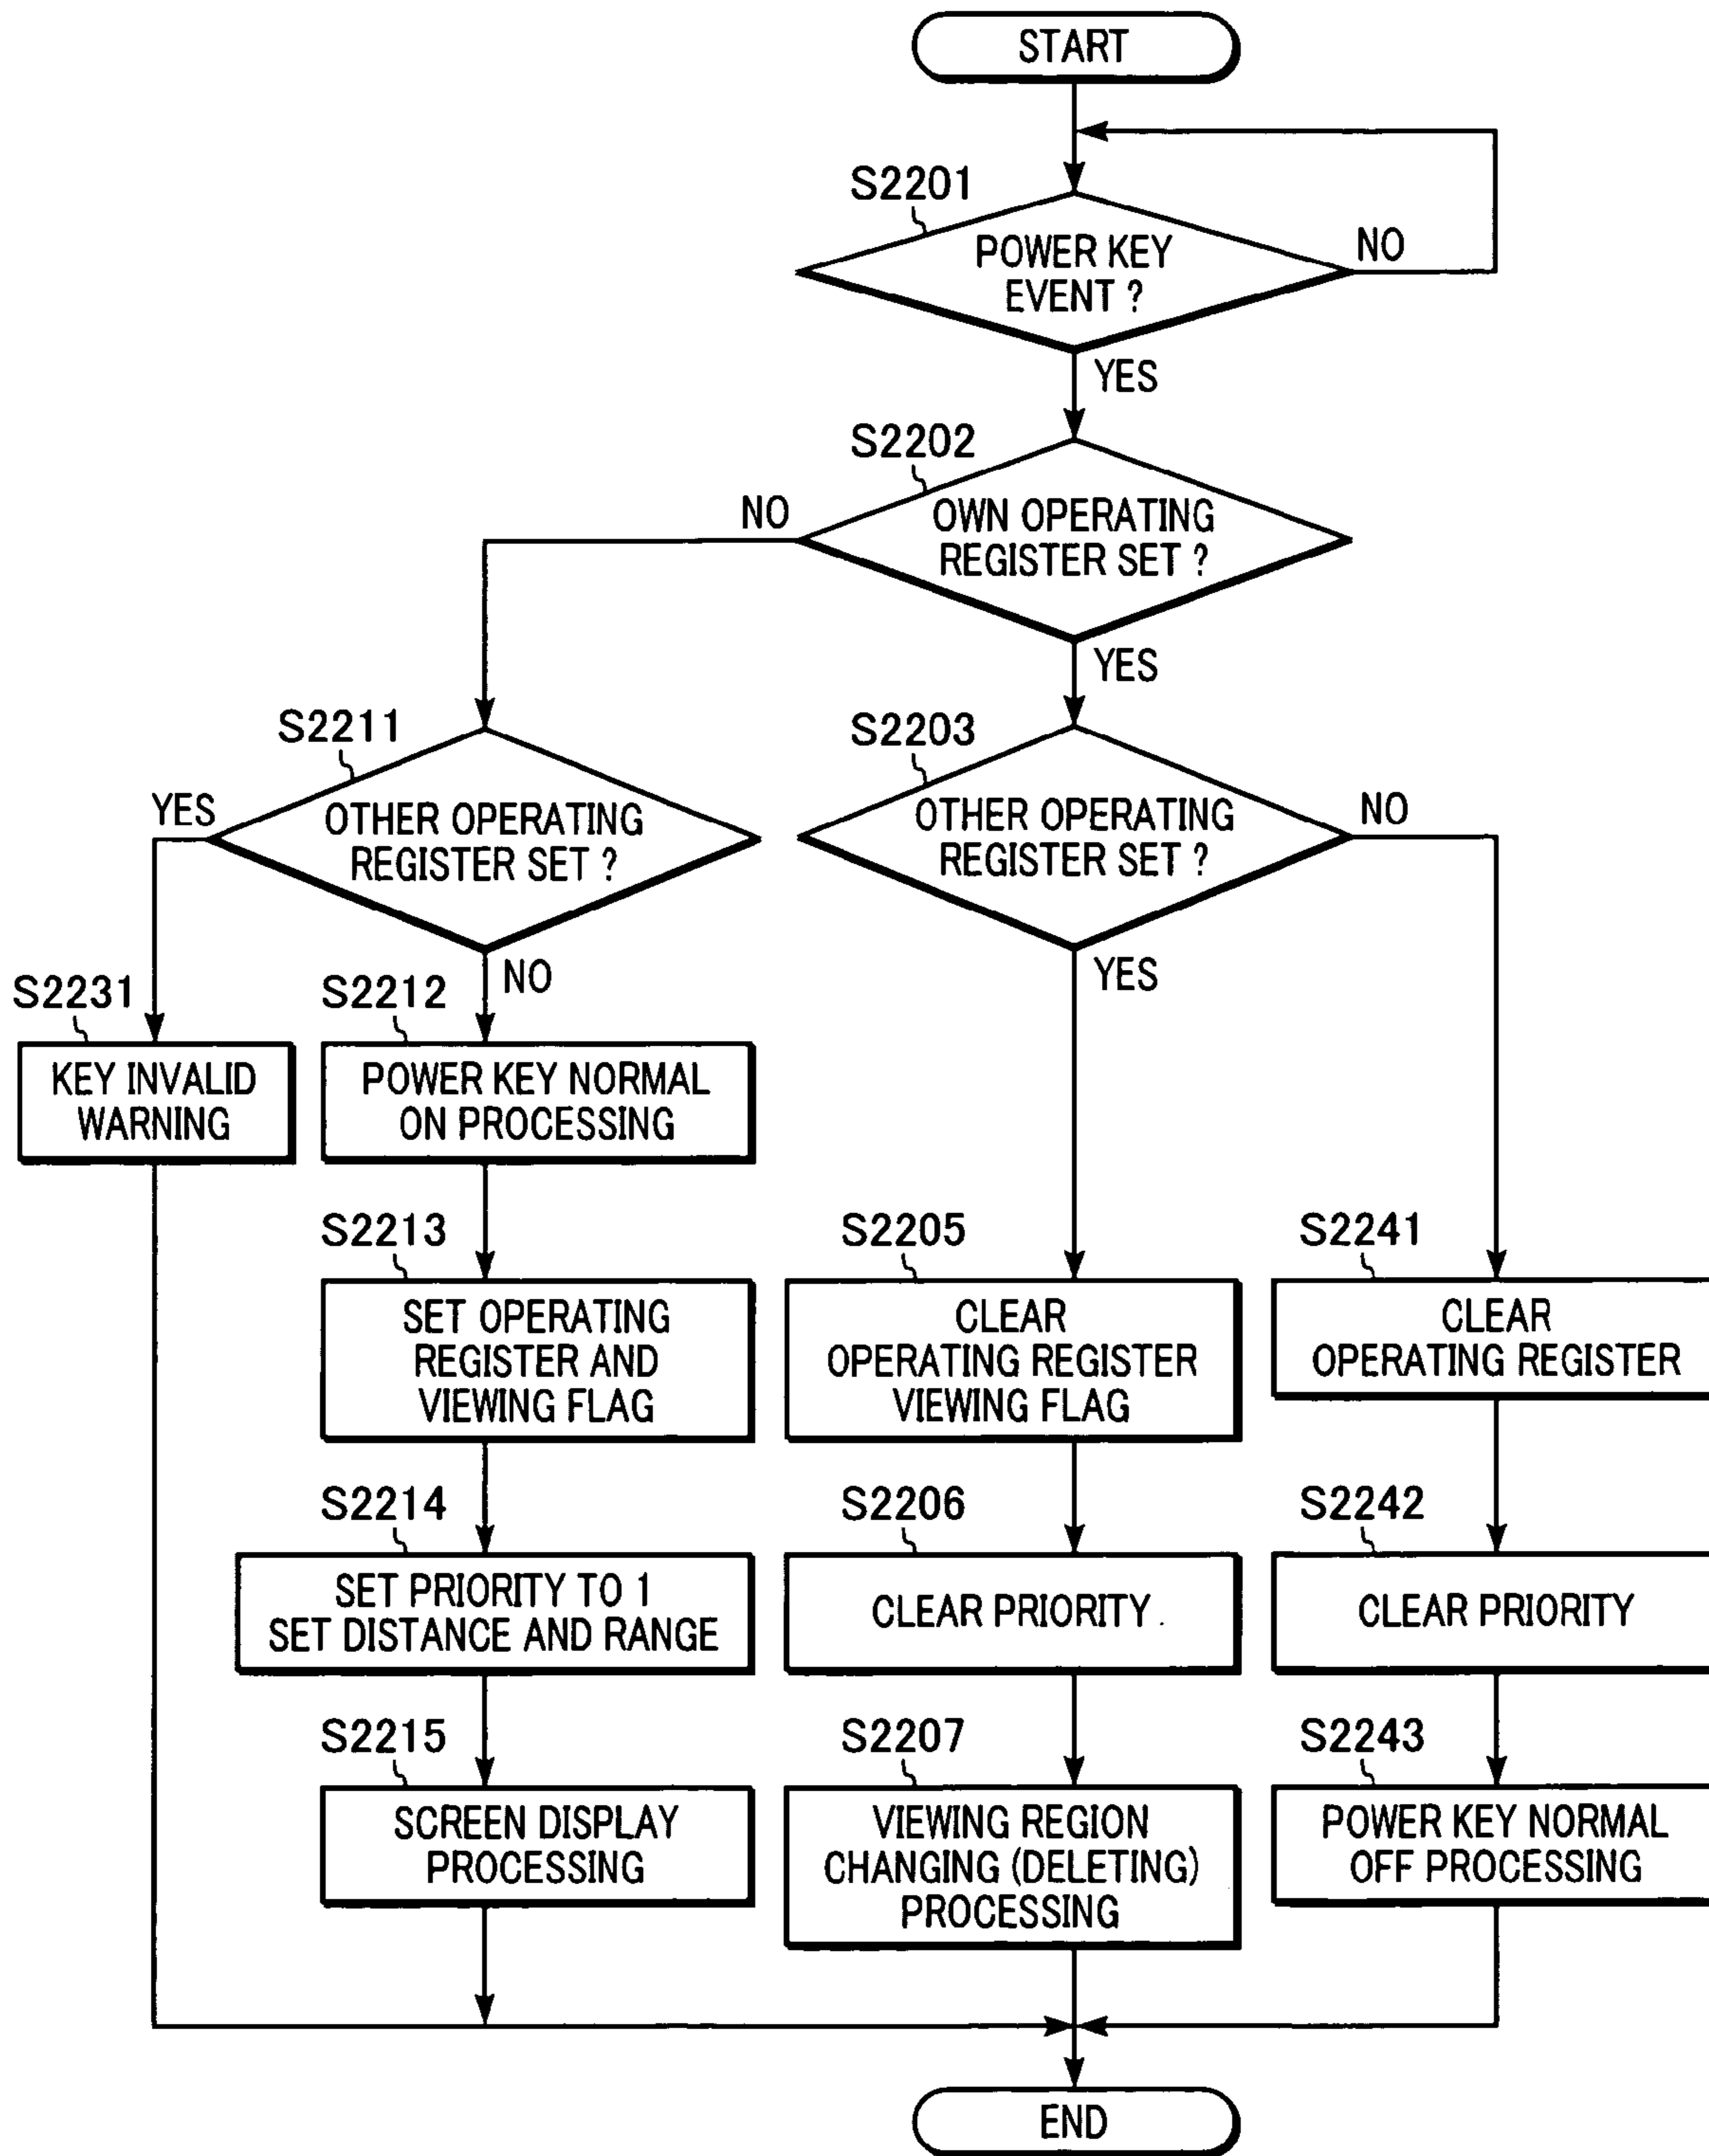 START
S2201
POWER KEY
EVENT ?
NO
YES
S2202
NO
OWN OPERATING
REGISTER SET ?
YES
S2211
YES
OTHER OPERATING
REGISTER SET ?
NO
S2203
OTHER OPERATING
REGISTER SET ?
NO
YES
S2231
KEY INVALID
WARNING
S2212
POWER KEY NORMAL
ON PROCESSING
S2213
SET OPERATING
REGISTER AND
VIEWING FLAG
S2214
SET PRIORITY TO 1
SET DISTANCE AND RANGE
S2215
SCREEN DISPLAY
PROCESSING
S2205
CLEAR
OPERATING REGISTER
VIEWING FLAG
S2206
CLEAR PRIORITY
S2207
VIEWING REGION
CHANGING (DELETING)
PROCESSING
S2241
CLEAR
OPERATING REGISTER
S2242
CLEAR PRIORITY
S2243
POWER KEY NORMAL
OFF PROCESSING
END